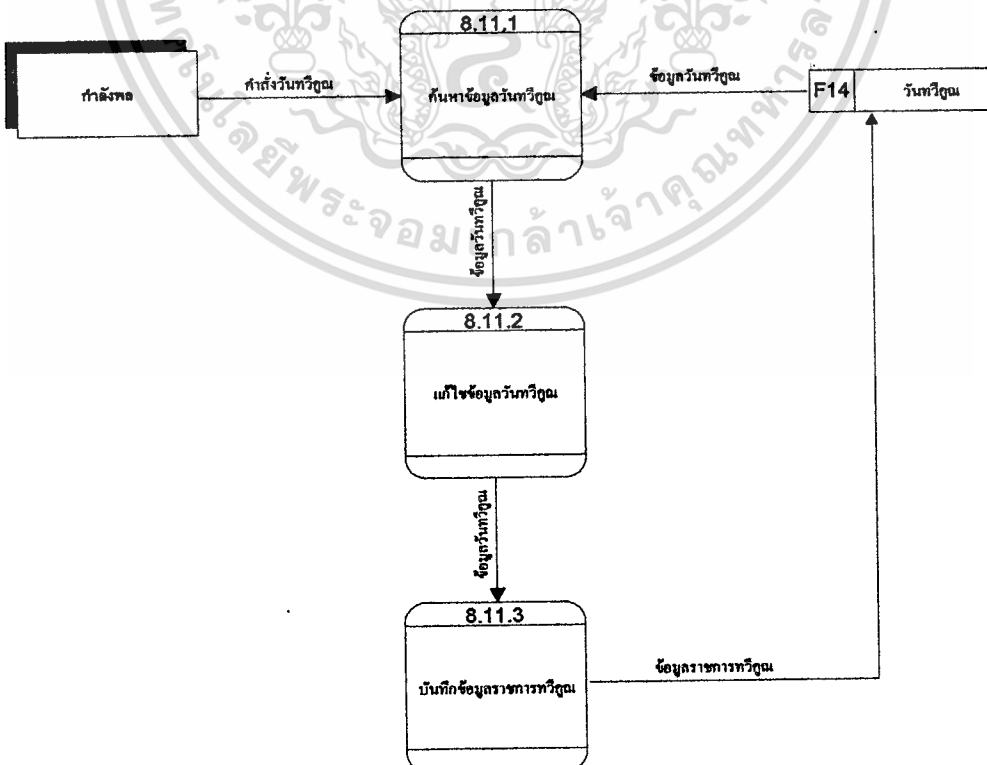 8.11.1
กำลังพล
คำสั่งวันทวีคูณ
ค้นหาข้อมูลวันทวีคูณ
ข้อมูลวันทวีคูณ
F14
วันทวีคูณ
ข้อมูลวันทวีคูณ
8.11.2
แก้ไขข้อมูลวันทวีคูณ
ข้อมูลวันทวีคูณ
8.11.3
บันทึกข้อมูลราชการทวีคูณ
ข้อมูลราชการทวีคูณ